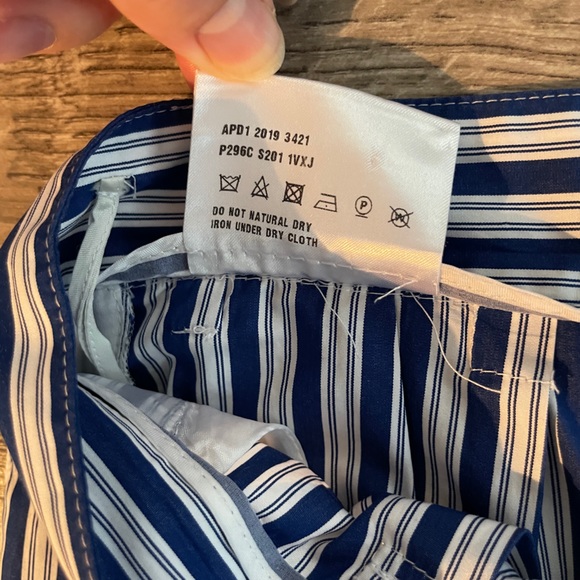 APD1 2019 3421
P296C S201 1VXJ
P
W
DO NOT NATURAL DRY
IRON UNDER DRY CLOTH